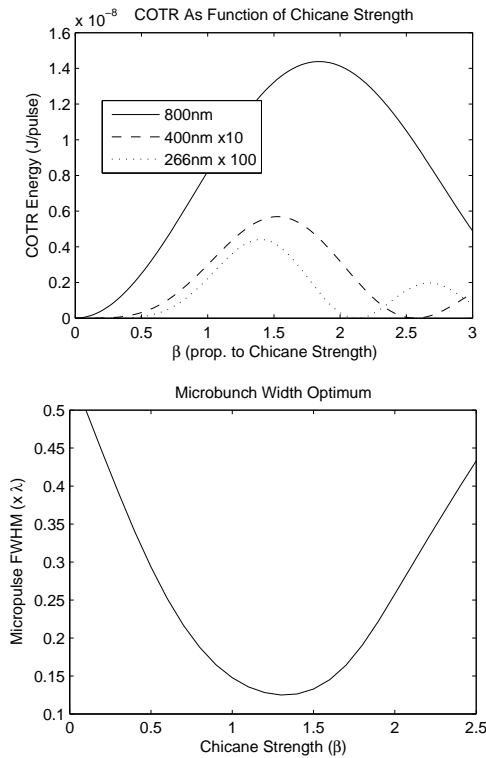 COTR As Function of Chicane Strength
x 10⁻⁸
1.6
1.4
1.2
1
0.8
0.6
0.4
0.2
0
COTR Energy (J/pulse)
800nm
400nm x10
266nm x 100
0 0.5 1 1.5 2 2.5 3
β (prop. to Chicane Strength)
Microbunch Width Optimum
0.5
0.45
0.4
0.35
0.3
0.25
0.2
0.15
0.1
Micropulse FWHM (x λ)
0 0.5 1 1.5 2 2.5
Chicane Strength (β)